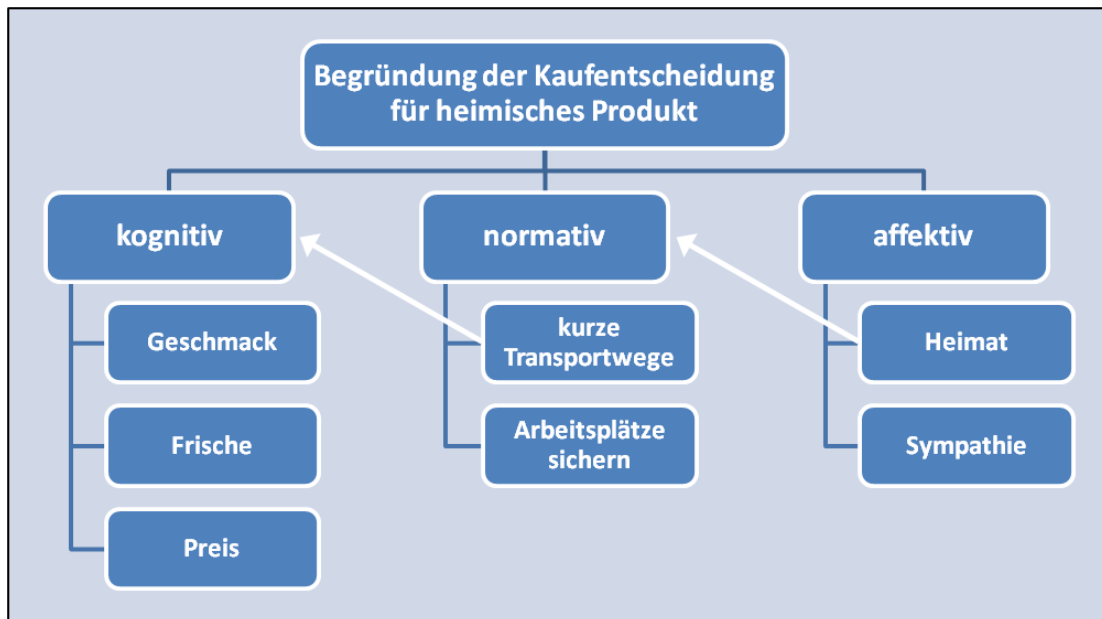 Begründung der Kaufentscheidung
für heimisches Produkt
kognitiv
normativ
affektiv
Geschmack
Frische
Preis
kurze
Transportwege
Arbeitsplätze
sichern
Heimat
Sympathie